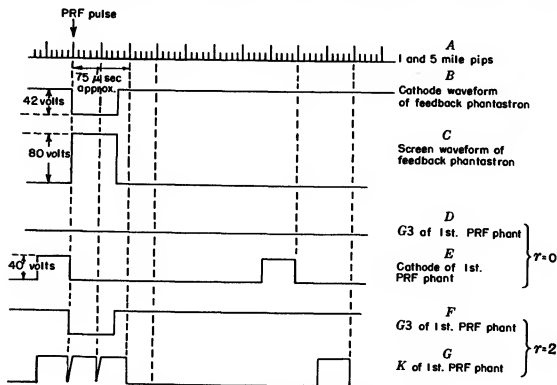 PRF pulse
A
1 and 5 mile pips
75 μsec
approx.
B
Cathode waveform
of feedback phantastron
42 volts
C
Screen waveform of
feedback phantastron
80 volts
D
G3 of 1st. PRF phant
E
Cathode of 1st.
PRF phant
r=0
40 volts
F
G3 of 1st. PRF phant
G
K of 1st. PRF phant
r=2